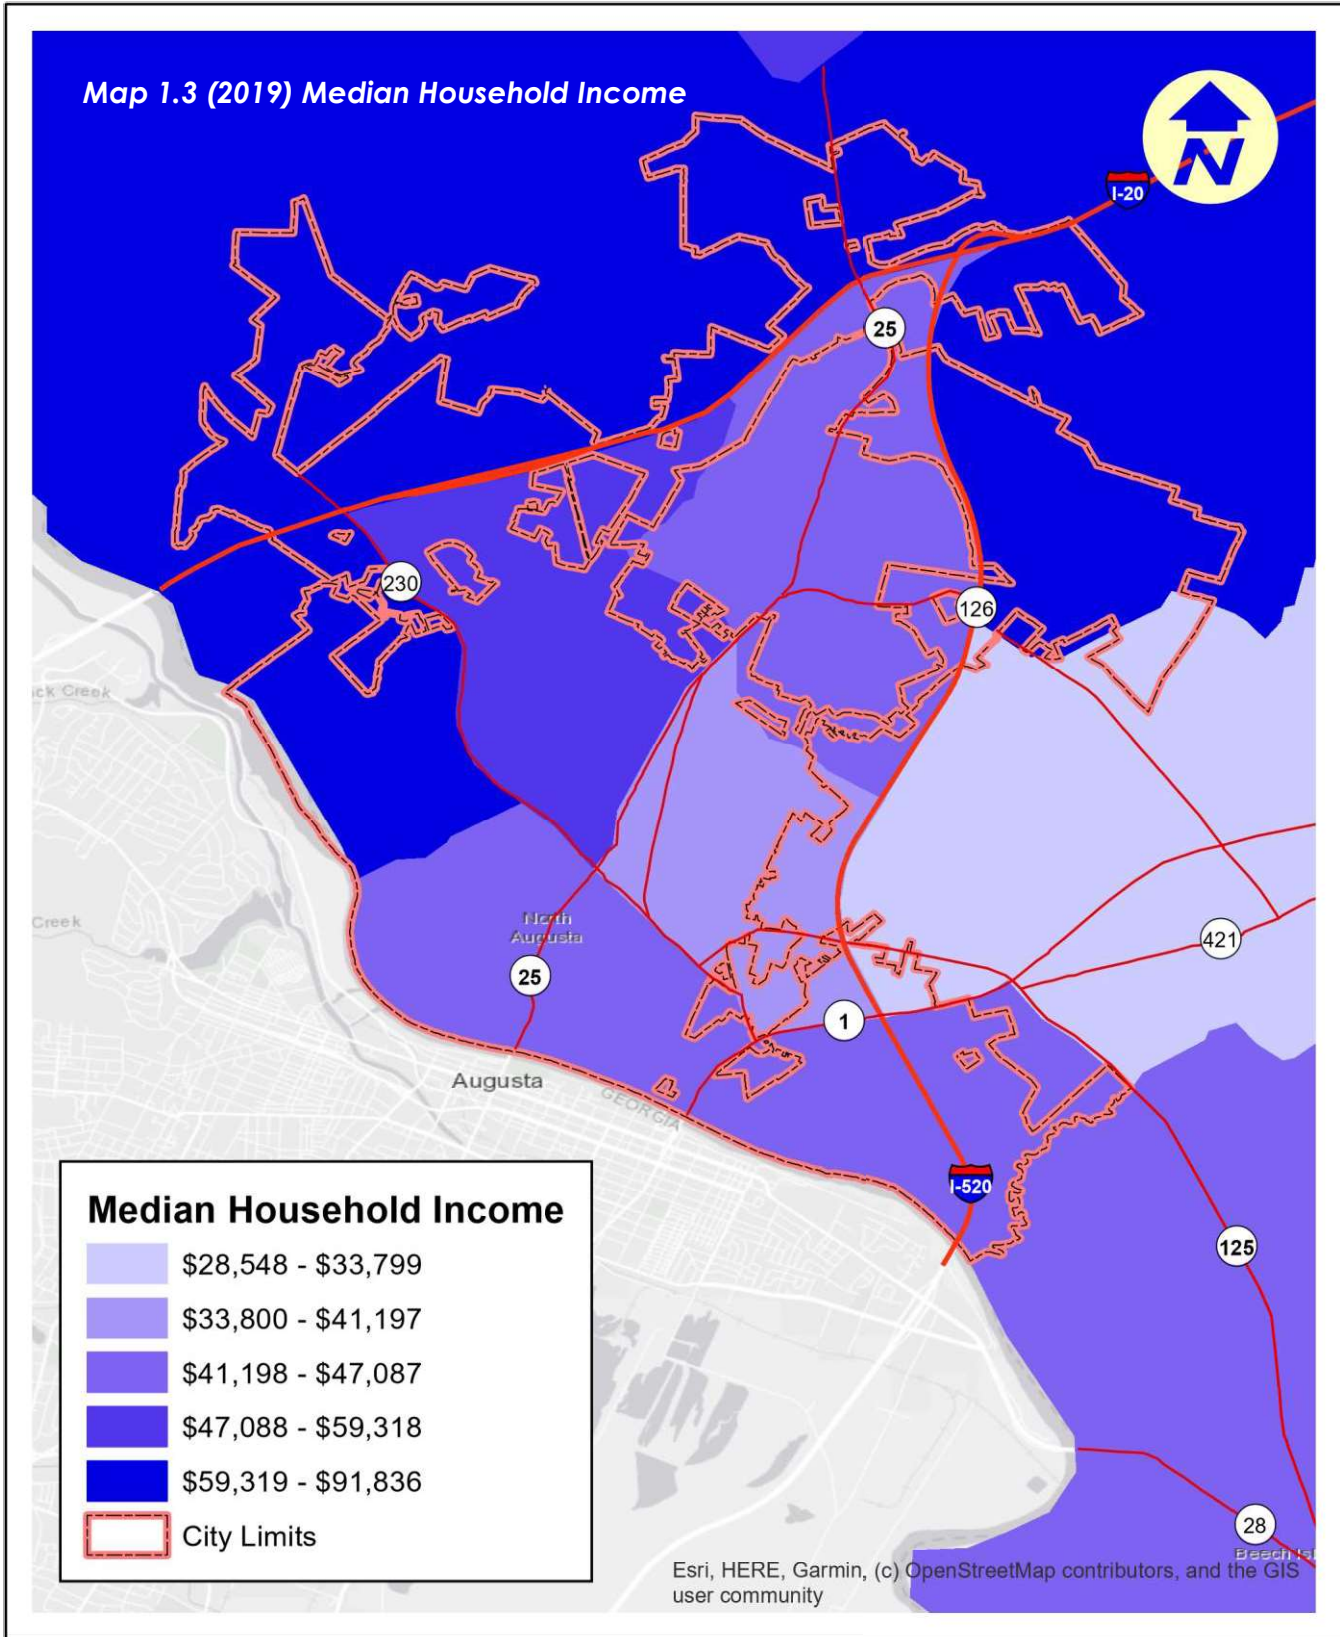 Map 1.3 (2019) Median Household Income
N
I-20
25
230
126
ck Creek
Creek
North
Augusta
25
421
1
Augusta
GEORGIA
I-520
125
28
Beech Isl
Median Household Income
$28,548 - $33,799
$33,800 - $41,197
$41,198 - $47,087
$47,088 - $59,318
$59,319 - $91,836
City Limits
Esri, HERE, Garmin, (c) OpenStreetMap contributors, and the GIS
user community